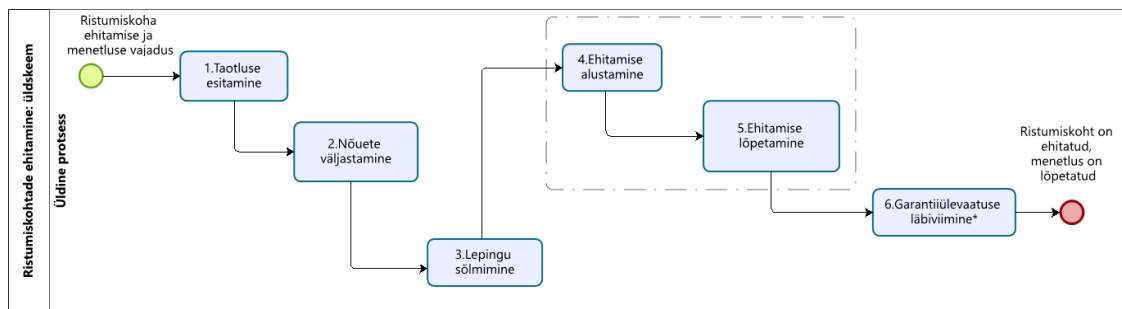 Ristumiskohtade ehitamine: üldskeem
Üldine protsess
Ristumiskoha
ehitamise ja
menetluse vajadus
1.Taotluse
esitamine
2.Nõuete
väljastamine
3.Lepingu
sõlmimine
4.Ehitamise
alustamine
5.Ehitamise
lõpetamine
6.Garantiiülevaatuse
läbiviimine*
Ristumiskoht on
ehitatud,
menetlus on
lõpetatud